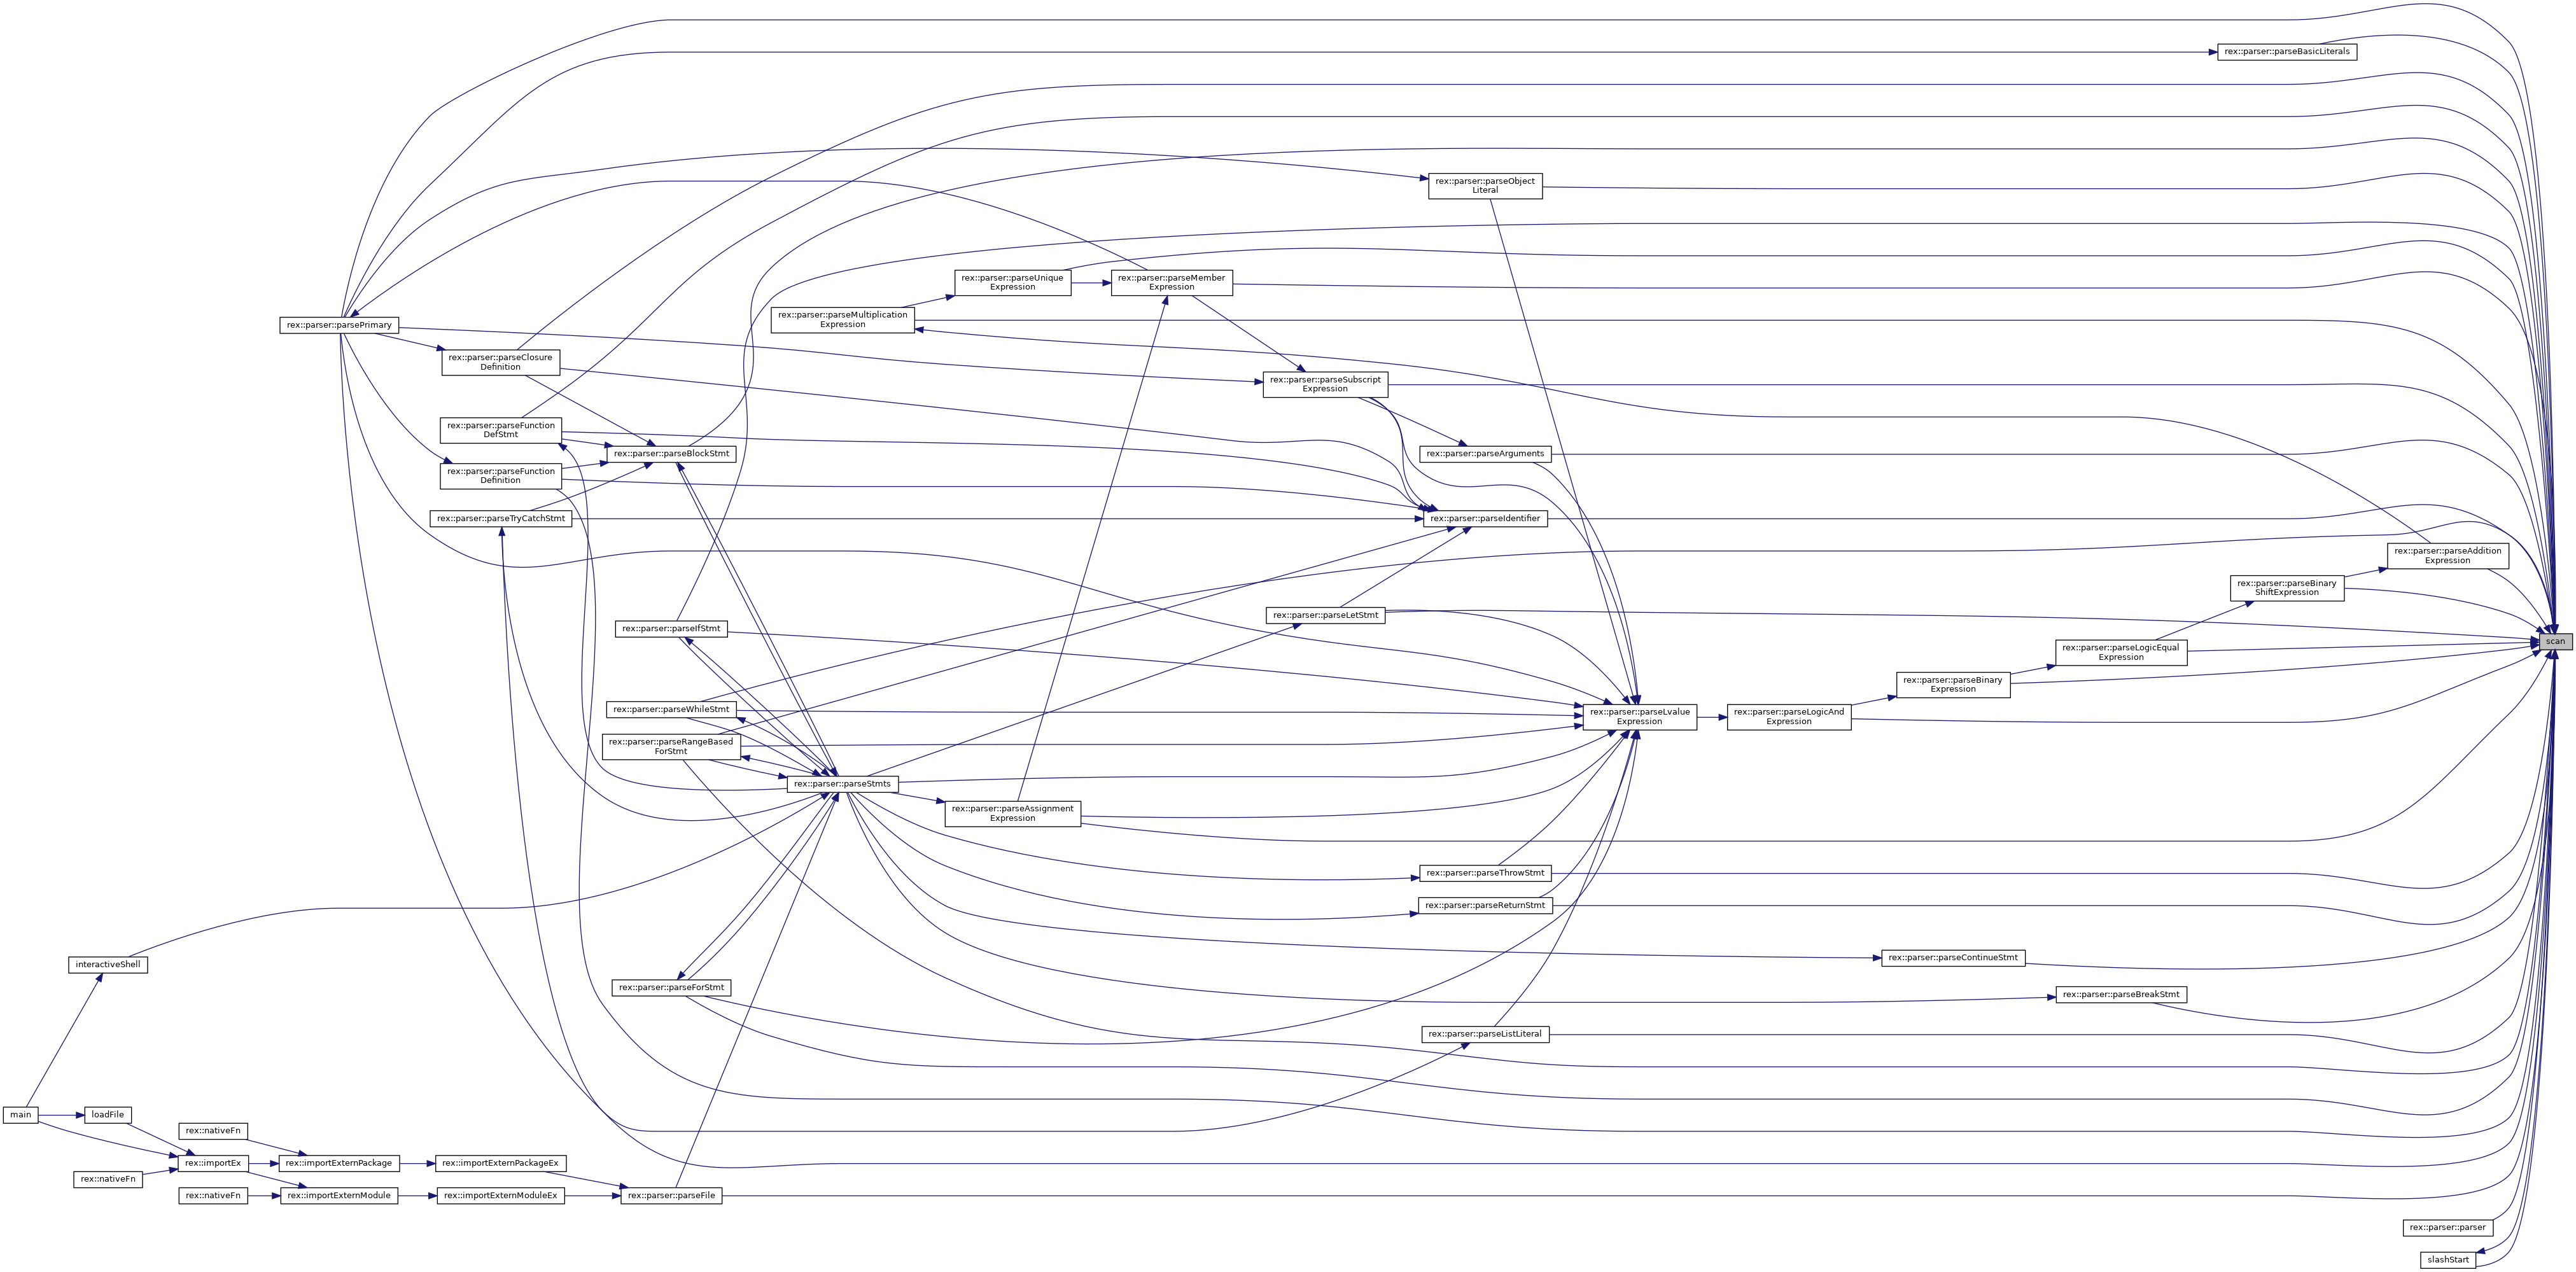 rex::parser::parseBasicLiterals
rex::parser::parseObject
Literal
rex::parser::parseUnique
Expression
rex::parser::parseMember
Expression
rex::parser::parseMultiplication
Expression
rex::parser::parsePrimary
rex::parser::parseClosure
Definition
rex::parser::parseSubscript
Expression
rex::parser::parseFunction
DefStmt
rex::parser::parseBlockStmt
rex::parser::parseArguments
rex::parser::parseFunction
Definition
rex::parser::parseTryCatchStmt
rex::parser::parseIdentifier
rex::parser::parseAddition
Expression
rex::parser::parseBinary
ShiftExpression
rex::parser::parseLetStmt
rex::parser::parseIfStmt
scan
rex::parser::parseLogicEqual
Expression
rex::parser::parseBinary
Expression
rex::parser::parseWhileStmt
rex::parser::parseLvalue
Expression
rex::parser::parseLogicAnd
Expression
rex::parser::parseRangeBased
ForStmt
rex::parser::parseStmts
rex::parser::parseAssignment
Expression
rex::parser::parseThrowStmt
rex::parser::parseReturnStmt
interactiveShell
rex::parser::parseContinueStmt
rex::parser::parseForStmt
rex::parser::parseBreakStmt
rex::parser::parseListLiteral
main
loadFile
rex::nativeFn
rex::importEx
rex::importExternPackage
rex::importExternPackageEx
rex::nativeFn
rex::nativeFn
rex::importExternModule
rex::importExternModuleEx
rex::parser::parseFile
rex::parser::parser
slashStart